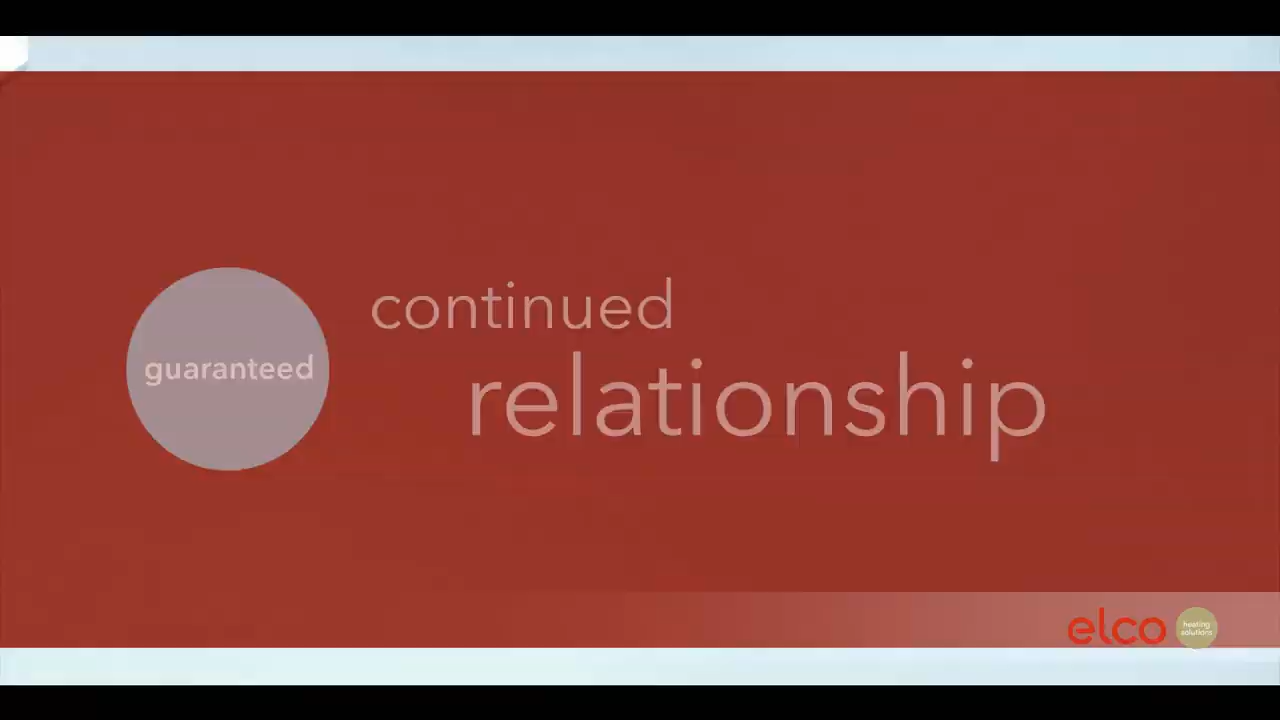 continued
guaranteed
relationship
elco
heating
solutions